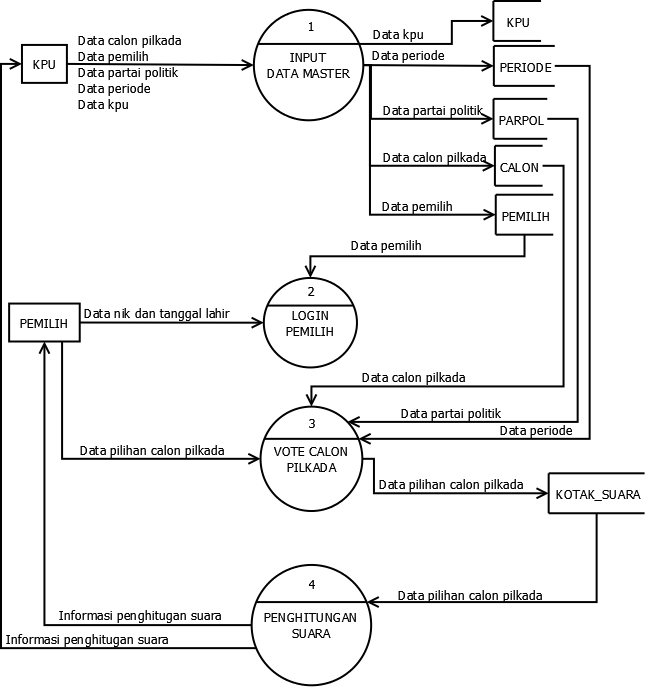 1
INPUT
DATA MASTER
KPU
Data calon pilkada
Data pemilih
Data partai politik
Data periode
Data kpu
Data kpu
KPU
Data periode
PERIODE
Data partai politik
PARPOL
Data calon pilkada
CALON
Data pemilih
PEMILIH
Data pemilih
2
LOGIN
PEMILIH
PEMILIH
Data nik dan tanggal lahir
Data calon pilkada
Data partai politik
Data periode
3
VOTE CALON
PILKADA
Data pilihan calon pilkada
Data pilihan calon pilkada
KOTAK_SUARA
Data pilihan calon pilkada
4
PENGHITUNGAN
SUARA
Informasi penghitugan suara
Informasi penghitugan suara